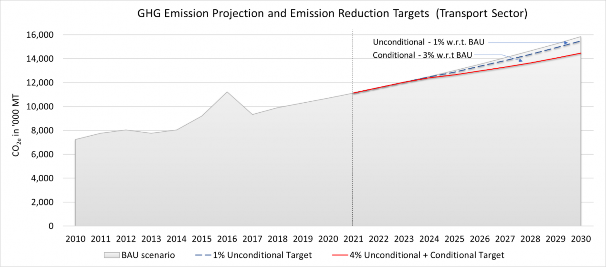 GHG Emission Projection and Emission Reduction Targets (Transport Sector)
CO2e in '000 MT
16,000
14,000
12,000
10,000
8,000
6,000
4,000
2,000
0
Unconditional - 1% w.r.t. BAU
Conditional - 3% w.r.t BAU
2010 2011 2012 2013 2014 2015 2016 2017 2018 2019 2020 2021 2022 2023 2024 2025 2026 2027 2028 2029 2030
BAU scenario 1% Unconditional Target 4% Unconditional + Conditional Target